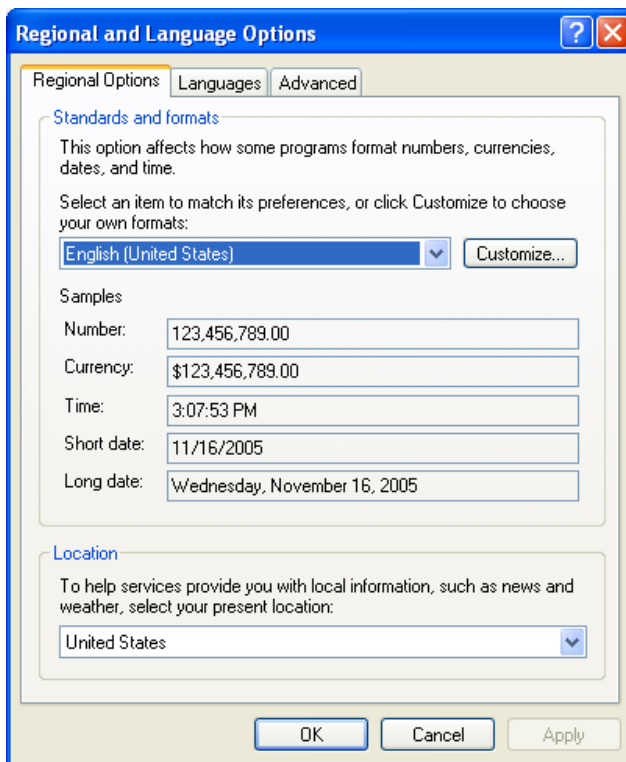 Regional and Language Options
Regional Options Languages Advanced
Standards and formats
This option affects how some programs format numbers, currencies,
dates, and time.
Select an item to match its preferences, or click Customize to choose
your own formats:
English (United States) Customize...
Samples
Number: 123,456,789.00
Currency: $123,456,789.00
Time: 3:07:53 PM
Short date: 11/16/2005
Long date: Wednesday, November 16, 2005
Location
To help services provide you with local information, such as news and
weather, select your present location:
United States
OK Cancel Apply